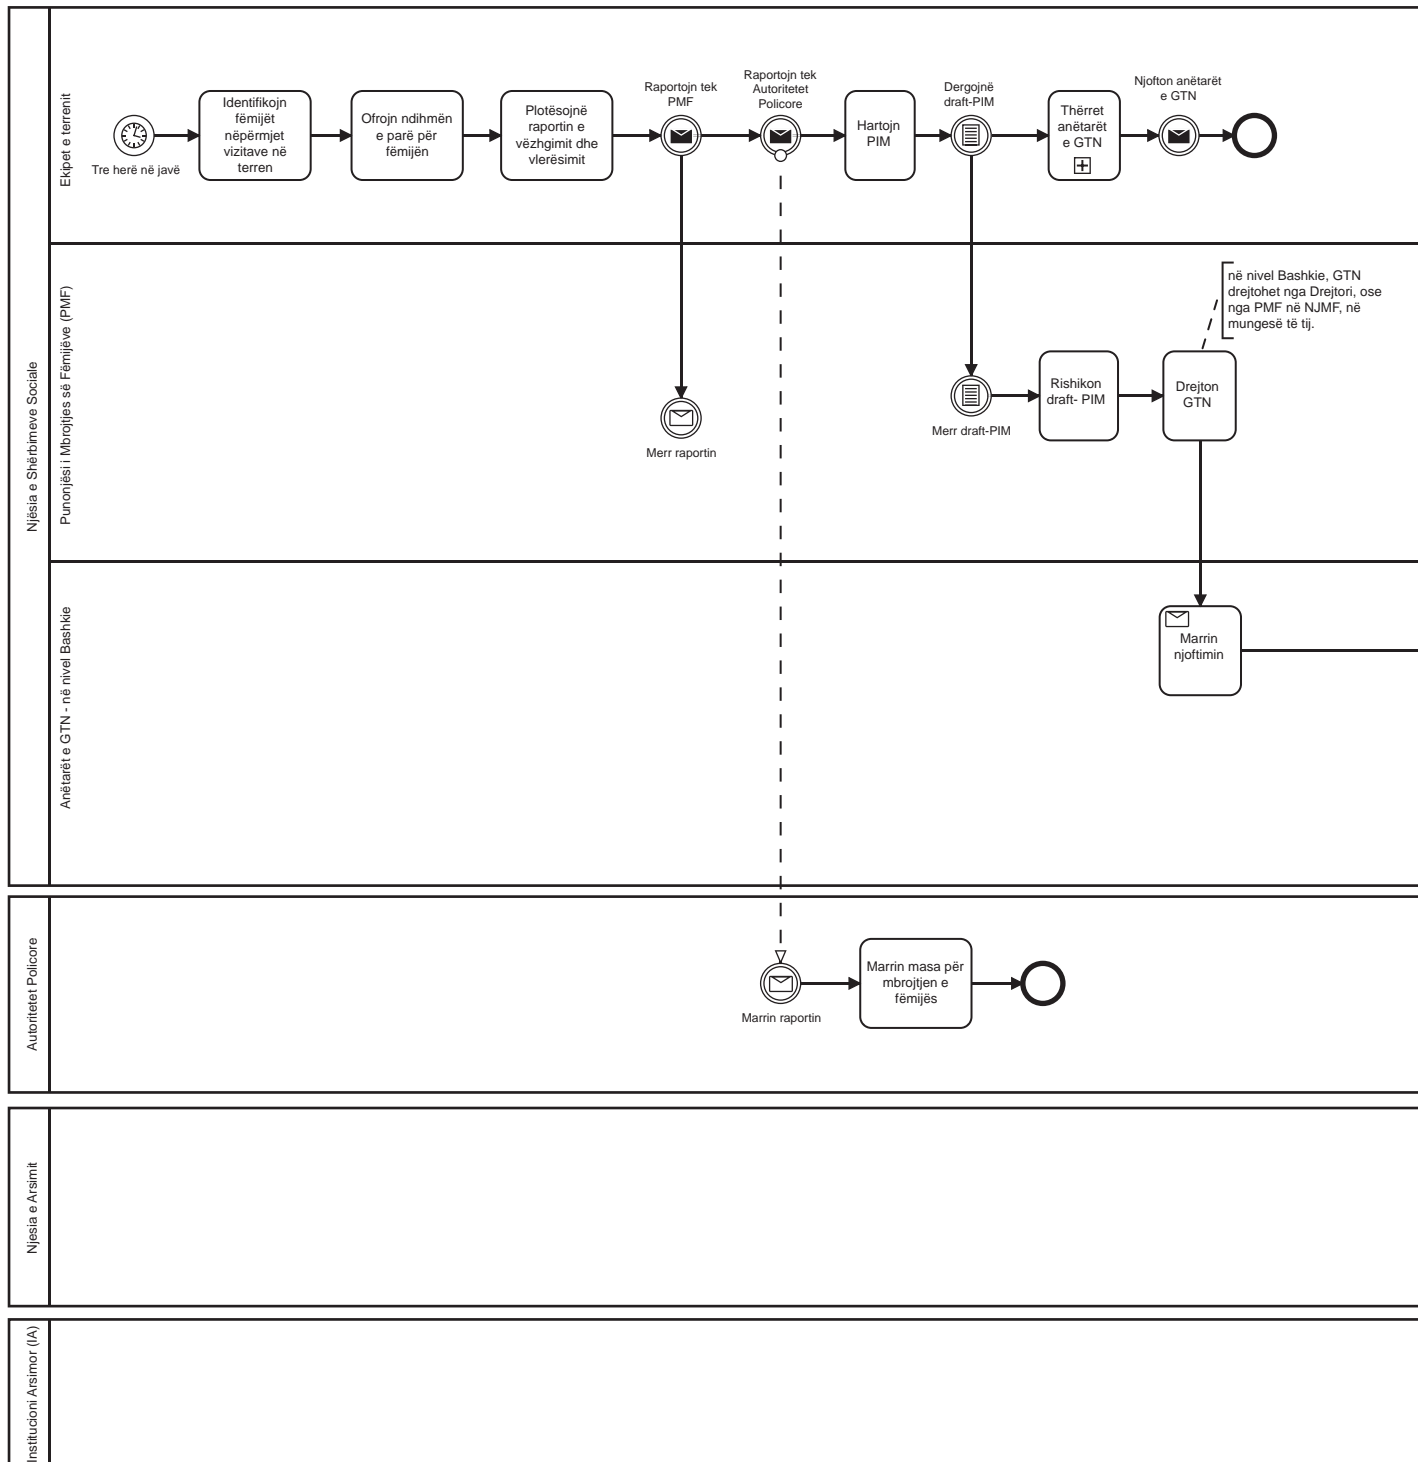 Njësia e Shërbimeve Sociale
Ekipet e terrenit
Tre herë në javë
Identifikojn
fëmijët
nëpërmjet
vizitave në
terren
Ofrojn ndihmën
e parë për
fëmijën
Plotësojnë
raportin e
vëzhgimit dhe
vlerësimit
Raportojn tek
PMF
Raportojn tek
Autoritetet
Policore
Hartojn
PIM
Dergojnë
draft-PIM
Thërret
anëtarët
e GTN
Njofton anëtarët
e GTN
Punonjësi i Mbrojtjes së Fëmijëve (PMF)
Merr raportin
Merr draft-PIM
Rishikon
draft- PIM
Drejton
GTN
në nivel Bashkie, GTN
drejtohet nga Drejtori, ose
nga PMF në NJMF, në
mungesë të tij.
Anëtarët e GTN - në nivel Bashkie
Marrin
njoftimin
Autoritetet Policore
Marrin raportin
Marrin masa për
mbrojtjen e
fëmijës
Njesia e Arsimit
Institucioni Arsimor (IA)